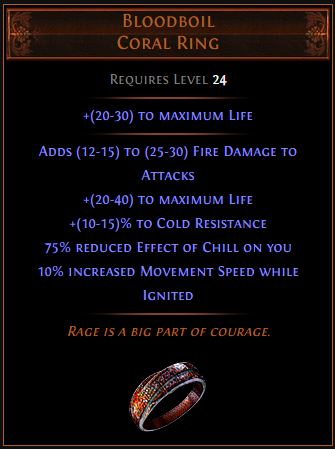 Bloodboil
Coral Ring
Requires Level 24
+(20-30) to maximum Life
Adds (12-15) to (25-30) Fire Damage to
Attacks
+(20-40) to maximum Life
+(10-15)% to Cold Resistance
75% reduced Effect of Chill on you
10% increased Movement Speed while
Ignited
Rage is a big part of courage.